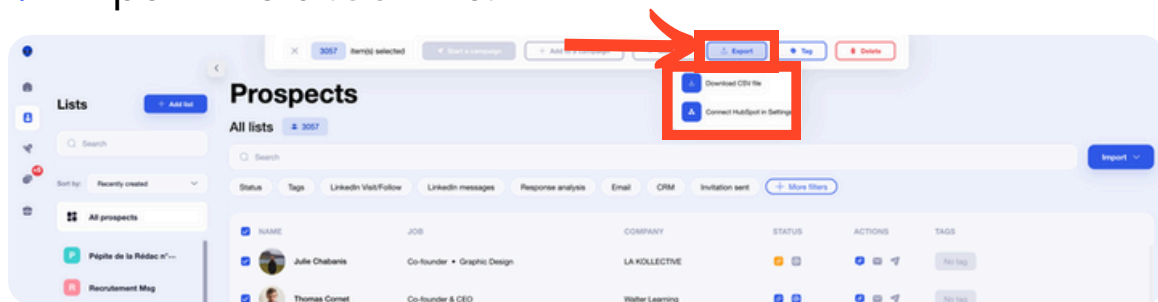 3057 item(s) selected Start a campaign + Add to a campaign Export Tag Delete
Download CSV file
Connect HubSpot in Settings
Lists + Add list
Prospects
All lists 3057
Search
Search Import
Sort by: Recently created
Status Tags LinkedIn Visit/Follow LinkedIn messages Response analysis Email CRM Invitation sent + More filters
All prospects
NAME JOB COMPANY STATUS ACTIONS TAGS
P Pépite de la Rédac n°...
Julie Chabanis Co-founder • Graphic Design LA KOLLECTIVE No tag
R Recrutement Mag
Thomas Cornet Co-founder & CEO Walter Learning No tag